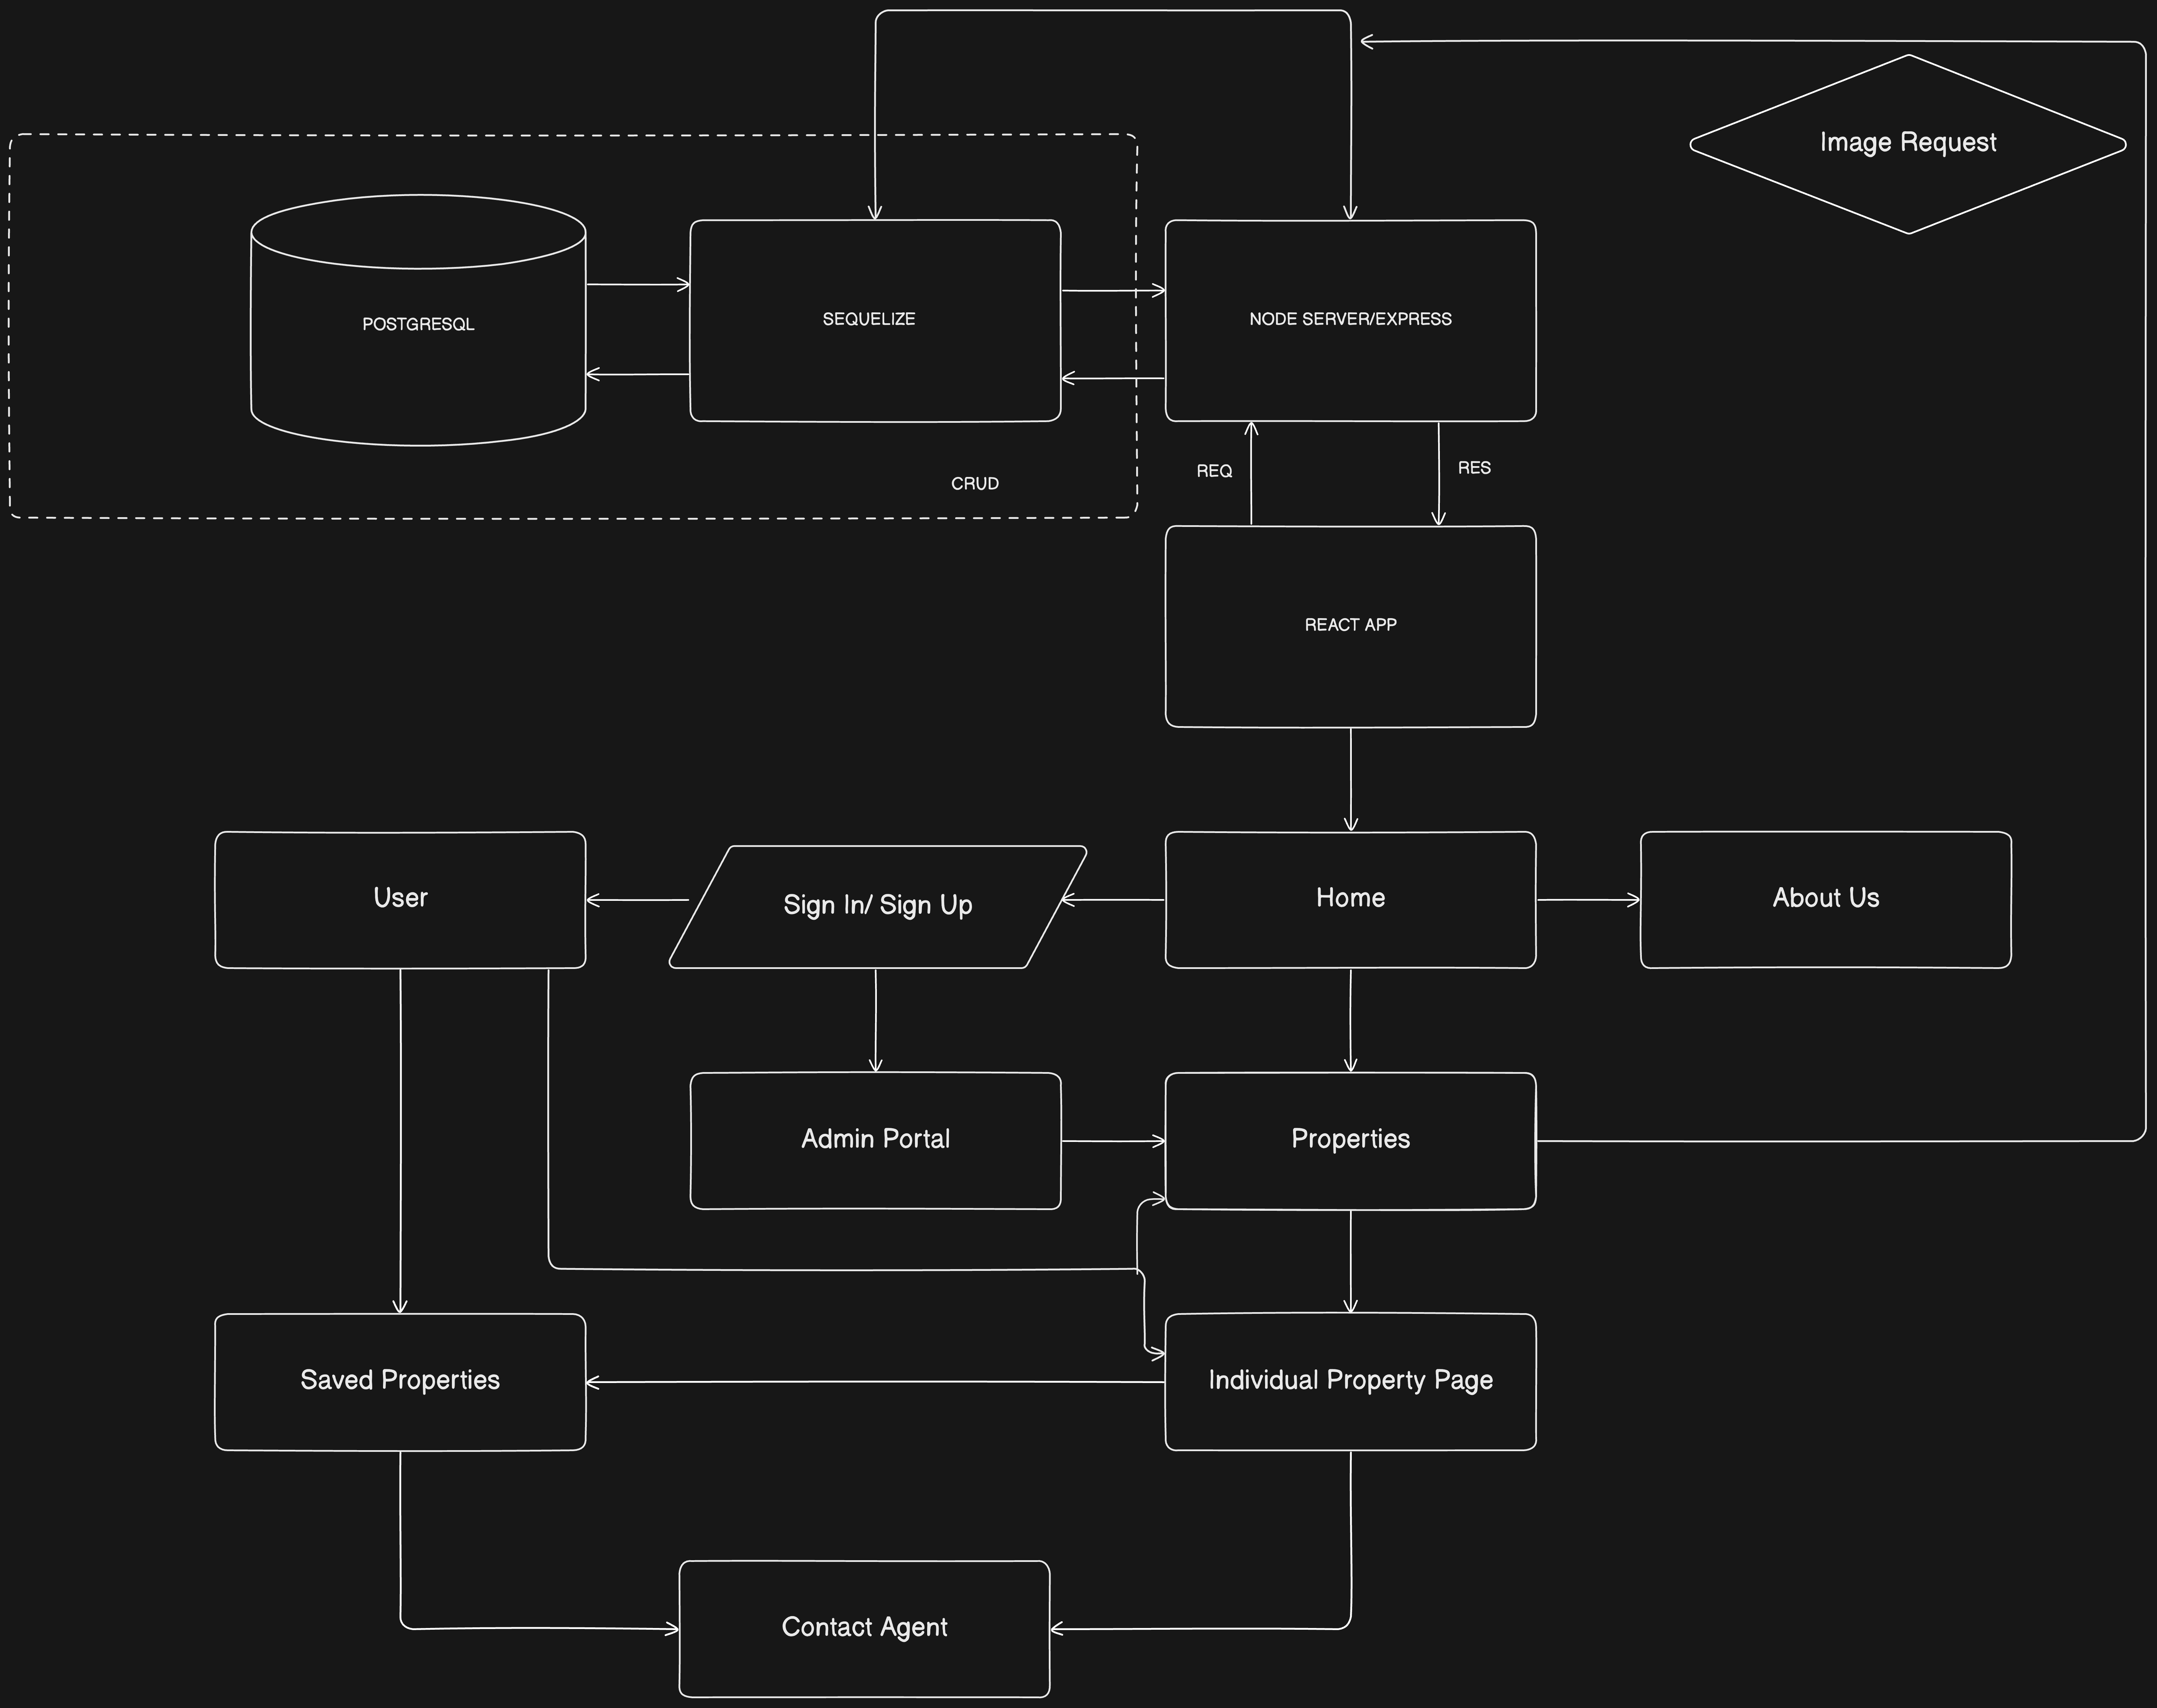 Image Request
POSTGRESQL
SEQUELIZE
NODE SERVER/EXPRESS
CRUD
REQ
RES
REACT APP
User
Sign In/ Sign Up
Home
About Us
Admin Portal
Properties
Saved Properties
Individual Property Page
Contact Agent